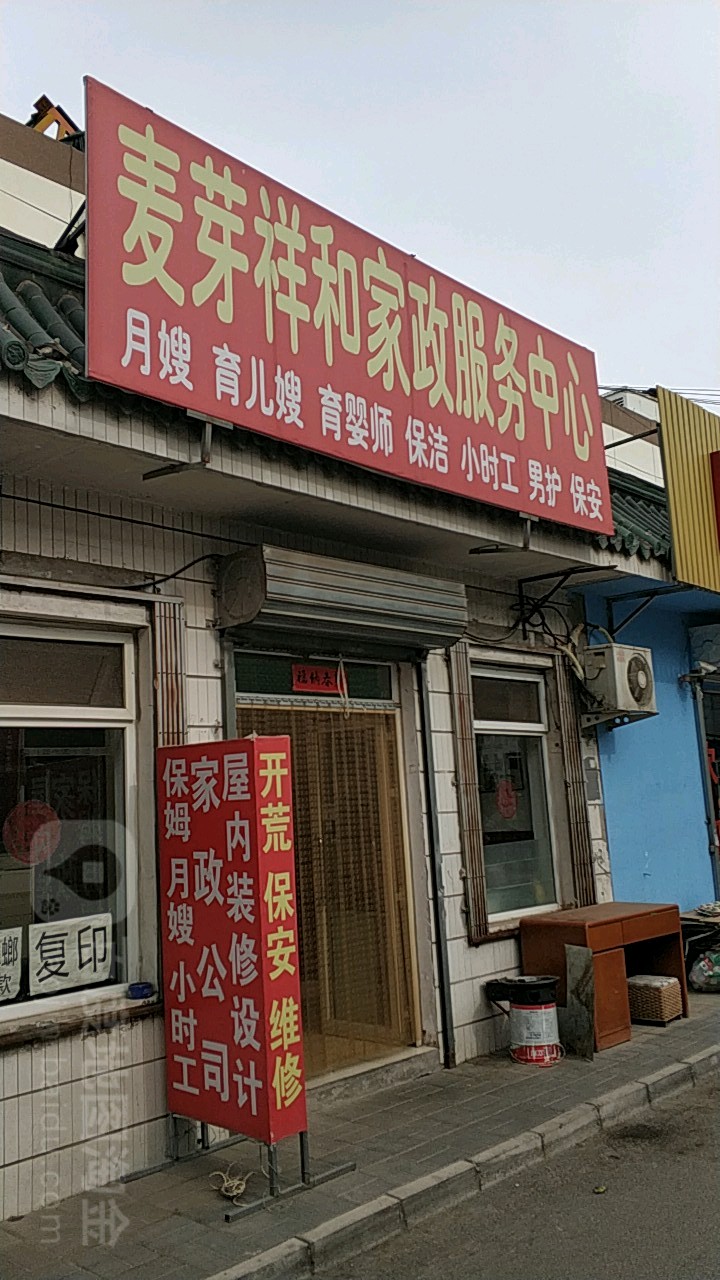 麦芽祥和家政服务中心
月嫂 育儿嫂 育婴师 保洁 小时工 男护 保安
保姆 月嫂 小时工
家政公司
屋内装修设计
开荒 保安 维修
复印